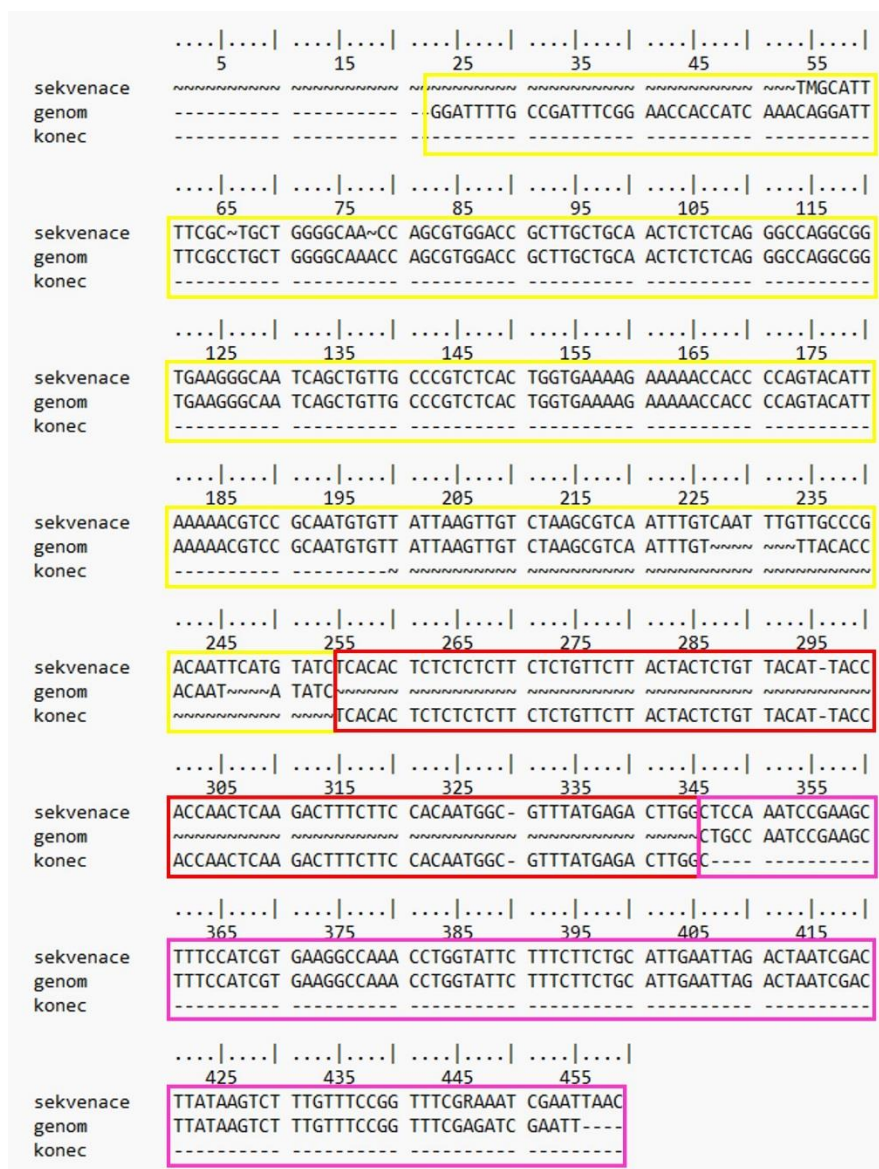 ....|....| ....|....| ....|....| ....|....| ....|....| ....|....|
5 15 25 35 45 55
sekvenace ~~~~~~~~~~ ~~~~~~~~~~ ~~~~~~~~~~ ~~~~~~~~~~ ~~~~~~~~~~ ~~~TMGCATT
genom ---------- ---------- --GGATTTTG CCGATTTCGG AACCACCATC AAACAGGATT
konec ---------- ---------- ---------- ---------- ---------- ----------
....|....| ....|....| ....|....| ....|....| ....|....| ....|....|
65 75 85 95 105 115
sekvenace TTCGC~TGCT GGGGCAA~CC AGCGTGGACC GCTTGCTGCA ACTCTCTCAG GGCCAGGCGG
genom TTCGCCTGCT GGGGCAAACC AGCGTGGACC GCTTGCTGCA ACTCTCTCAG GGCCAGGCGG
konec ---------- ---------- ---------- ---------- ---------- ----------
....|....| ....|....| ....|....| ....|....| ....|....| ....|....|
125 135 145 155 165 175
sekvenace TGAAGGGCAA TCAGCTGTTG CCCGTCTCAC TGGTGAAAAG AAAAACCACC CCAGTACATT
genom TGAAGGGCAA TCAGCTGTTG CCCGTCTCAC TGGTGAAAAG AAAAACCACC CCAGTACATT
konec ---------- ---------- ---------- ---------- ---------- ----------
....|....| ....|....| ....|....| ....|....| ....|....| ....|....|
185 195 205 215 225 235
sekvenace AAAAACGTCC GCAATGTGTT ATTAAGTTGT CTAAGCGTCA ATTTGTCAAT TTGTTGCCCG
genom AAAAACGTCC GCAATGTGTT ATTAAGTTGT CTAAGCGTCA ATTTGT~~~~ ~~~~TTACACC
konec ---------- ---------~ ~~~~~~~~~~ ~~~~~~~~~~ ~~~~~~~~~~ ~~~~~~~~~~
....|....| ....|....| ....|....| ....|....| ....|....| ....|....|
245 255 265 275 285 295
sekvenace ACAATTCATG TATCTCACAC TCTCTCTCTT CTCTGTTCTT ACTACTCTGT TACAT-TACC
genom ACAAT~~~~A TATC~~~~~~ ~~~~~~~~~~ ~~~~~~~~~~ ~~~~~~~~~~ ~~~~~~~~~~
konec ~~~~~~~~~~ ~~~~TCACAC TCTCTCTCTT CTCTGTTCTT ACTACTCTGT TACAT-TACC
....|....| ....|....| ....|....| ....|....| ....|....| ....|....|
305 315 325 335 345 355
sekvenace ACCAACTCAA GACTTTCTTC CACAATGGC- GTTTATGAGA CTTGGCTCCA AATCCGAAGC
genom ~~~~~~~~~~ ~~~~~~~~~~ ~~~~~~~~~~ ~~~~~~~~~~ ~~~~~CTGCC AATCCGAAGC
konec ACCAACTCAA GACTTTCTTC CACAATGGC- GTTTATGAGA CTTGGC---- ----------
....|....| ....|....| ....|....| ....|....| ....|....| ....|....|
365 375 385 395 405 415
sekvenace TTTCCATCGT GAAGGCCAAA CCTGGTATTC TTTCTTCTGC ATTGAATTAG ACTAATCGAC
genom TTTCCATCGT GAAGGCCAAA CCTGGTATTC TTTCTTCTGC ATTGAATTAG ACTAATCGAC
konec ---------- ---------- ---------- ---------- ---------- ----------
....|....| ....|....| ....|....| ....|....|
425 435 445 455
sekvenace TTATAAGTCT TTGTTTCCGG TTTCGRAAAT CGAATTAAC
genom TTATAAGTCT TTGTTTCCGG TTTCGAGATC GAATT----
konec ---------- ---------- ---------- ---------